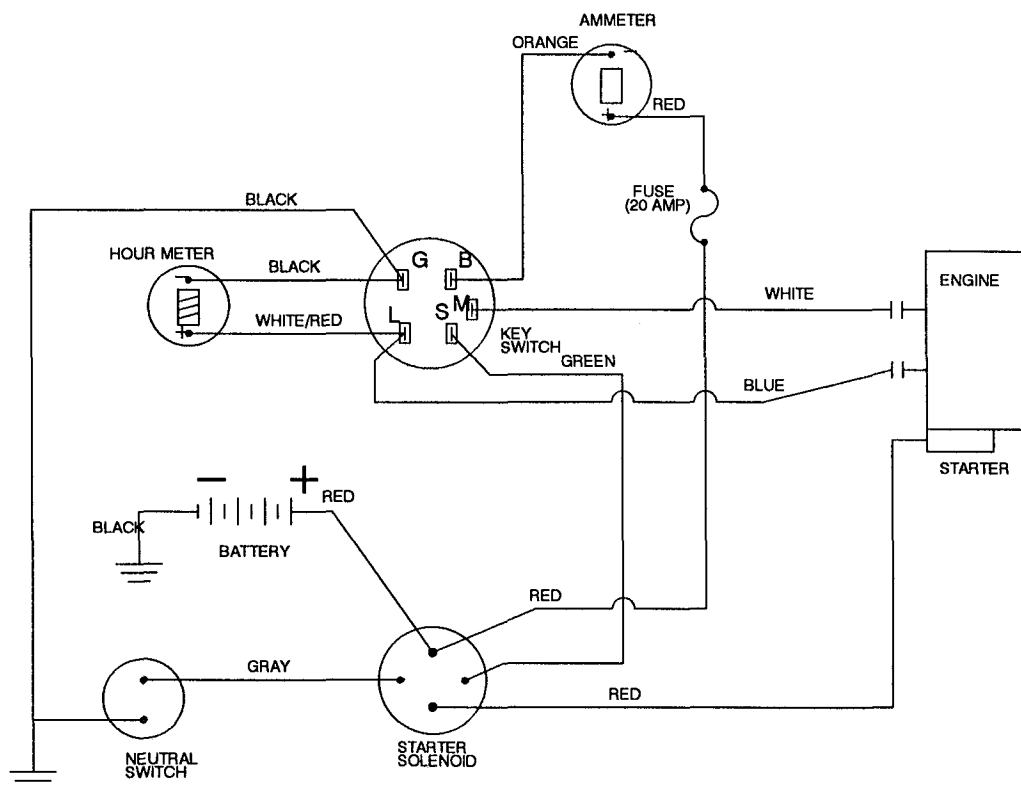 AMMETER
ORANGE
−
+
RED
FUSE
(20 AMP)
BLACK
HOUR METER
G
B
−
BLACK
ENGINE
WHITE
M
S
L
WHITE/RED
+
KEY
SWITCH
GREEN
BLUE
STARTER
− +
RED
BLACK
BATTERY
RED
GRAY
RED
NEUTRAL
SWITCH
STARTER
SOLENOID